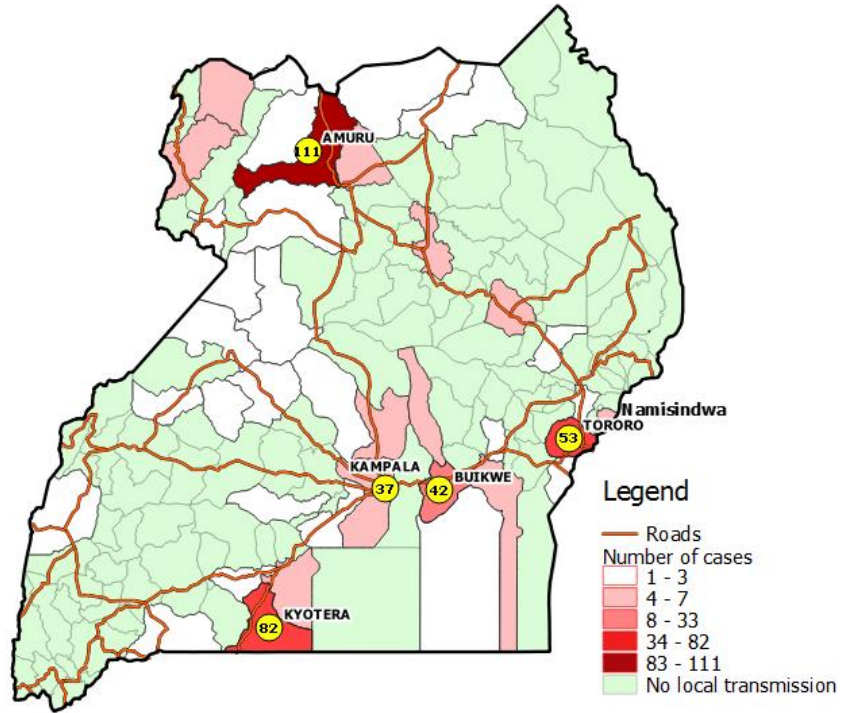 AMURU
111
Namisindwa
TORORO
53
KAMPALA
37
BUIKWE
42
KYOTERA
82
Legend
Roads
Number of cases
1 - 3
4 - 7
8 - 33
34 - 82
83 - 111
No local transmission